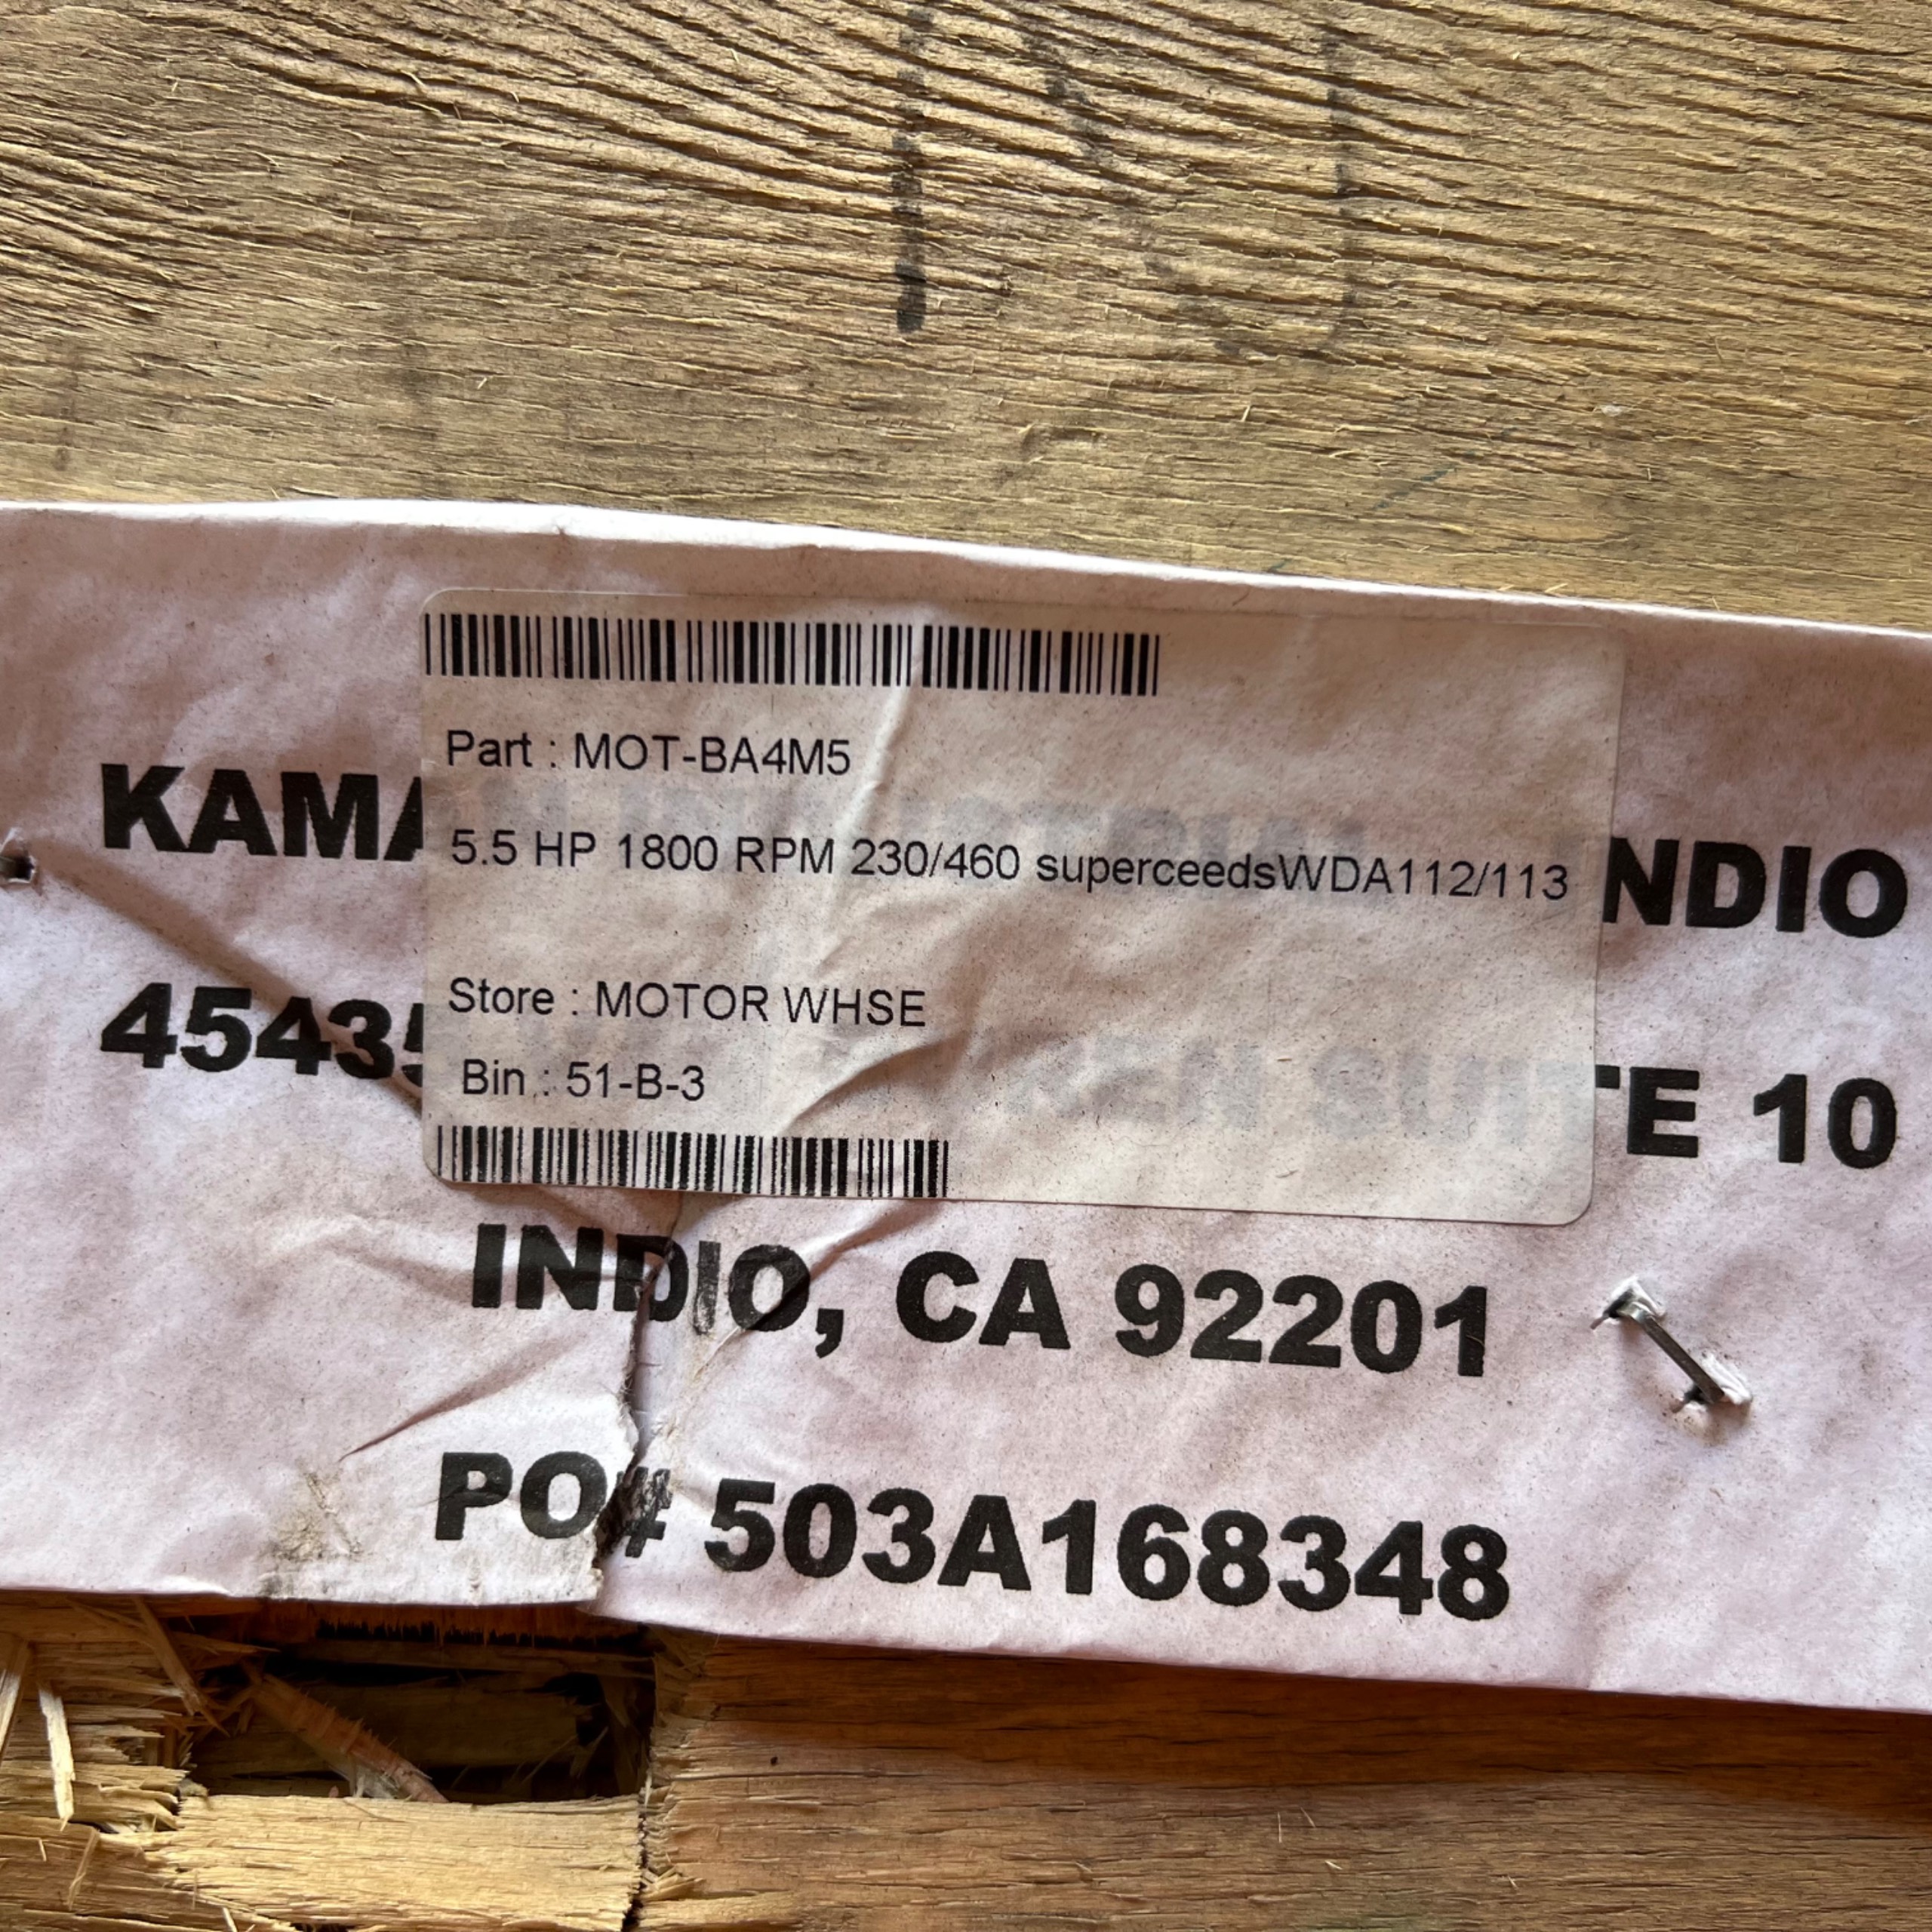 Part : MOT-BA4M5
KAMA NDIO
5.5 HP 1800 RPM 230/460 superceedsWDA112/113
Store : MOTOR WHSE
4543 TE 10
Bin : 51-B-3
INDIO, CA 92201
PO# 503A168348